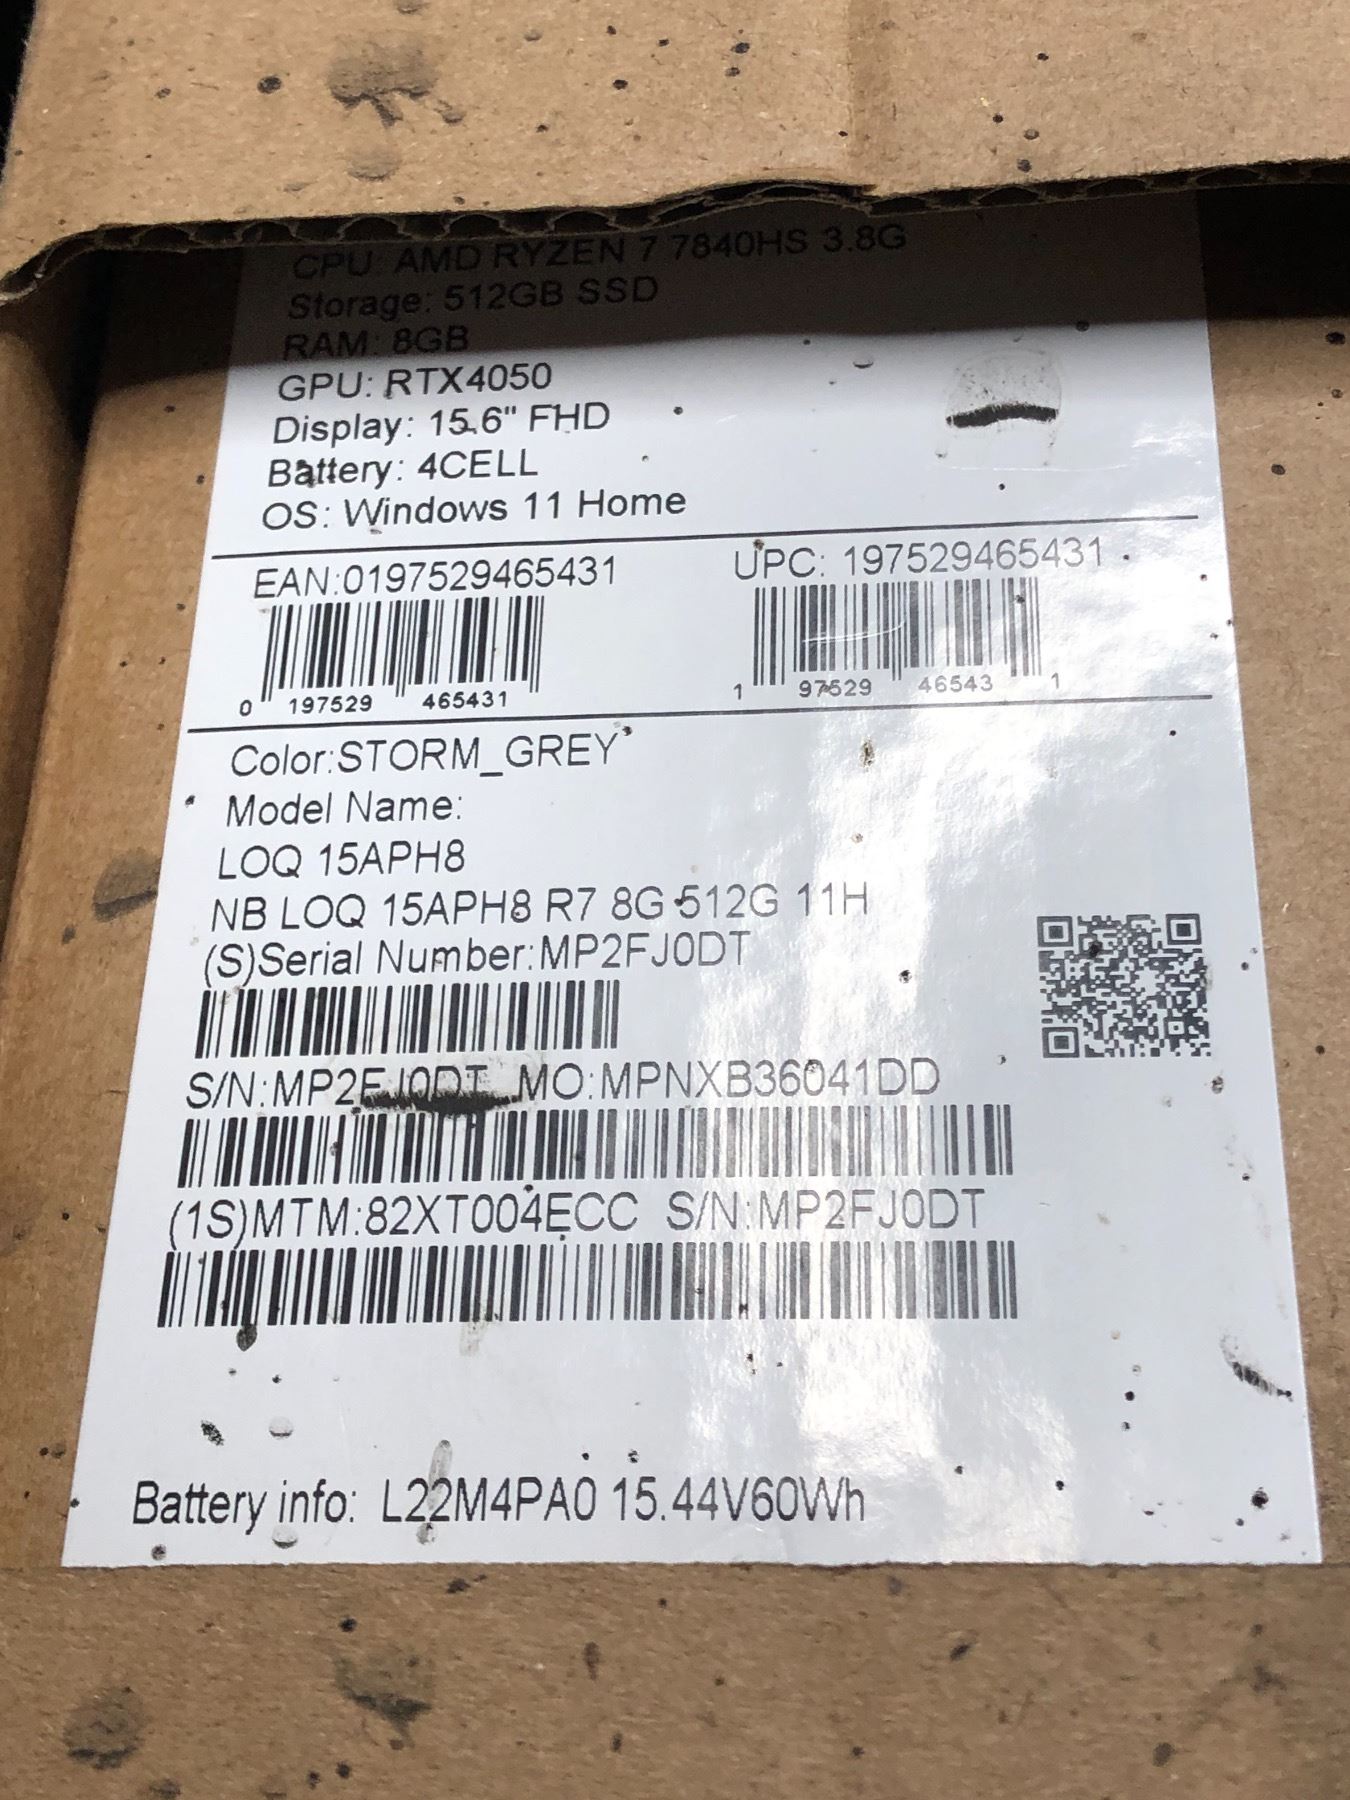 CPU: AMD RYZEN 7 7840HS 3.8G
Storage: 512GB SSD
RAM: 8GB
GPU: RTX4050
Display: 15.6" FHD
Battery: 4CELL
OS: Windows 11 Home
EAN:0197529465431
UPC: 197529465431
0 197529 465431
1 97529 46543 1
Color:STORM_GREY
Model Name:
LOQ 15APH8
NB LOQ 15APH8 R7 8G 512G 11H
(S)Serial Number:MP2FJ0DT
S/N:MP2FJ0DT MO:MPNXB36041DD
(1S)MTM:82XT004ECC S/N:MP2FJ0DT
Battery info: L22M4PA0 15.44V60Wh